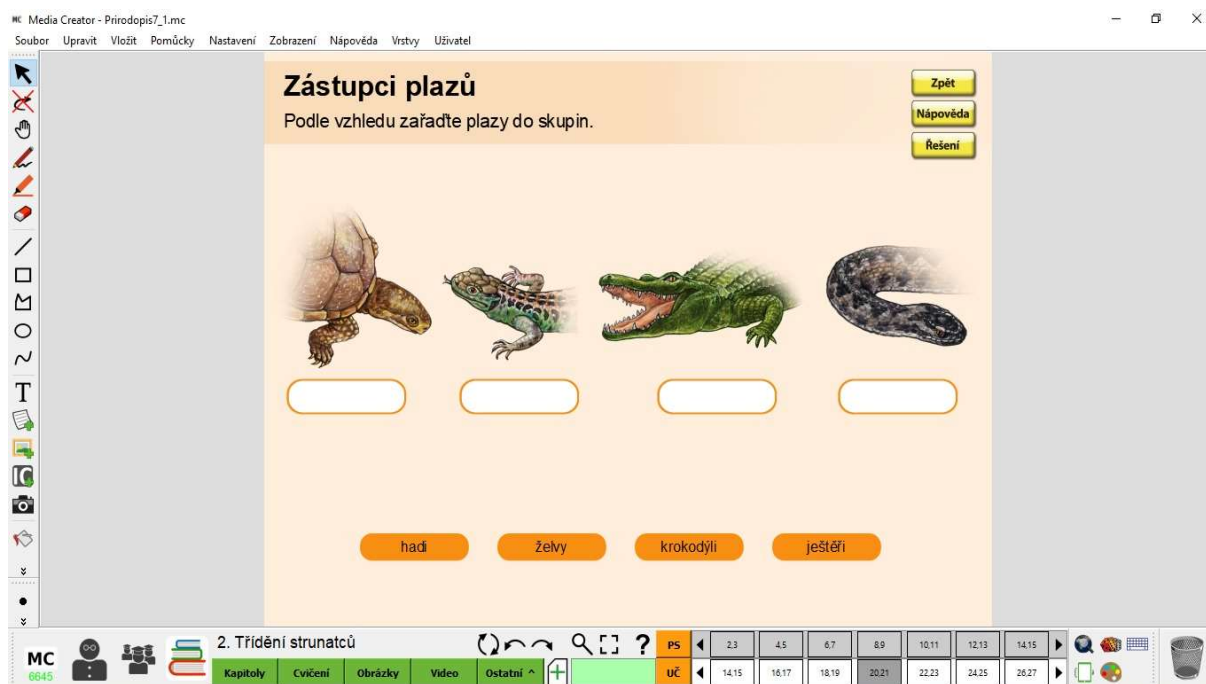 MC Media Creator - Prirodopis7_1.mc
Soubor Upravit Vložit Pomůcky Nastavení Zobrazení Nápověda Vrstvy Uživatel
Zástupci plazů
Podle vzhledu zařaďte plazy do skupin.
Zpět
Nápověda
Řešení
T
IC
hadi želvy krokodýli ještěři
MC
6645
2. Třídění strunatců
Kapitoly Cvičení Obrázky Video Ostatní ^
?
PS 2,3 4,5 6,7 8,9 10,11 12,13 14,15
UČ 14,15 16,17 18,19 20,21 22,23 24,25 26,27